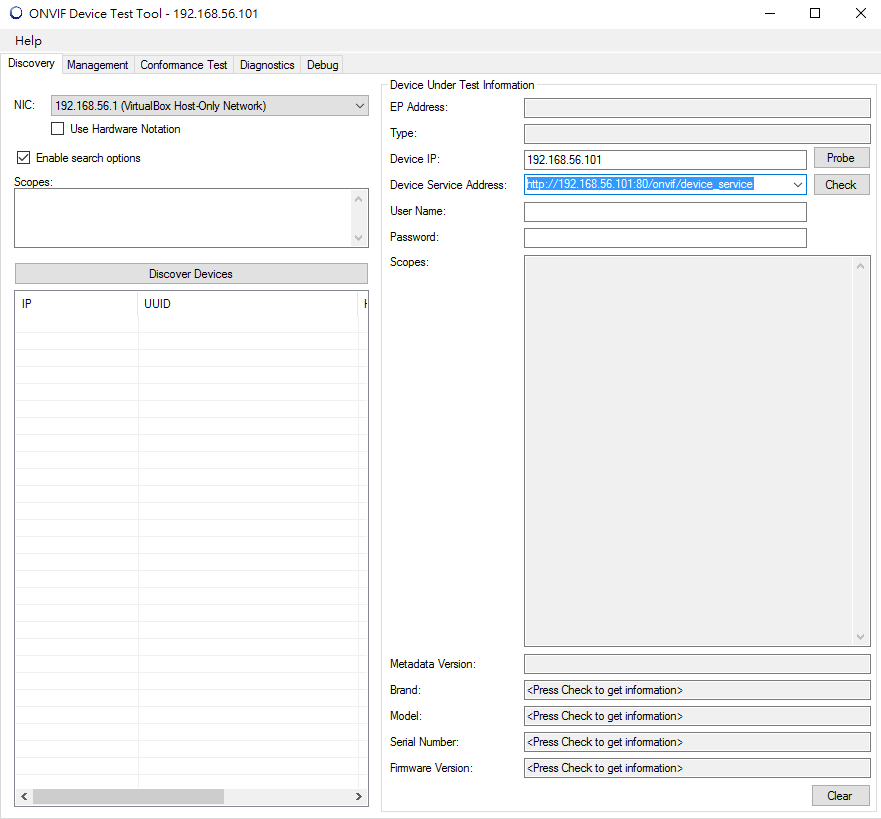 ONVIF Device Test Tool - 192.168.56.101
Help
Discovery Management Conformance Test Diagnostics Debug
NIC: 192.168.56.1 (VirtualBox Host-Only Network)
Use Hardware Notation
Enable search options
Scopes:
Discover Devices
IP UUID
Device Under Test Information
EP Address:
Type:
Device IP: 192.168.56.101 Probe
Device Service Address: http://192.168.56.101:80/onvif/device_service Check
User Name:
Password:
Scopes:
Metadata Version:
Brand: <Press Check to get information>
Model: <Press Check to get information>
Serial Number: <Press Check to get information>
Firmware Version: <Press Check to get information>
Clear